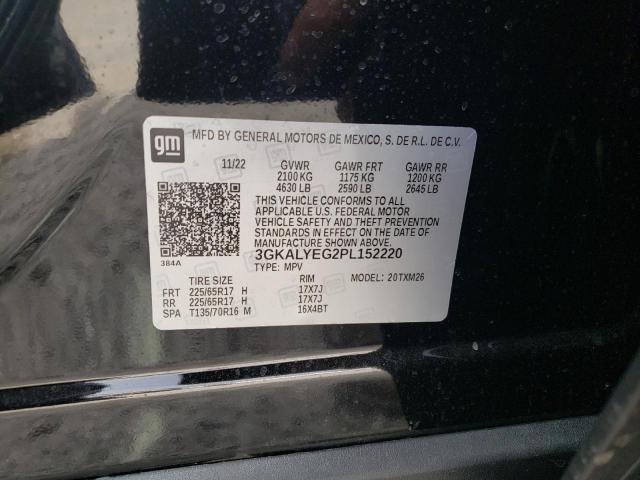 gm
MFD BY GENERAL MOTORS DE MEXICO, S. DE R.L. DE C.V.
11/22 GVWR GAWR FRT GAWR RR
2100 KG 1175 KG 1200 KG
4630 LB 2590 LB 2645 LB
THIS VEHICLE CONFORMS TO ALL
APPLICABLE U.S. FEDERAL MOTOR
VEHICLE SAFETY AND THEFT PREVENTION
STANDARDS IN EFFECT ON THE DATE OF
MANUFACTURE SHOWN ABOVE.
384A
3GKALYEG2PL152220
TYPE: MPV MODEL: 20TXM26
TIRE SIZE RIM
FRT 225/65R17 H 17X7J
RR 225/65R17 H 17X7J
SPA T135/70R16 M 16X4BT